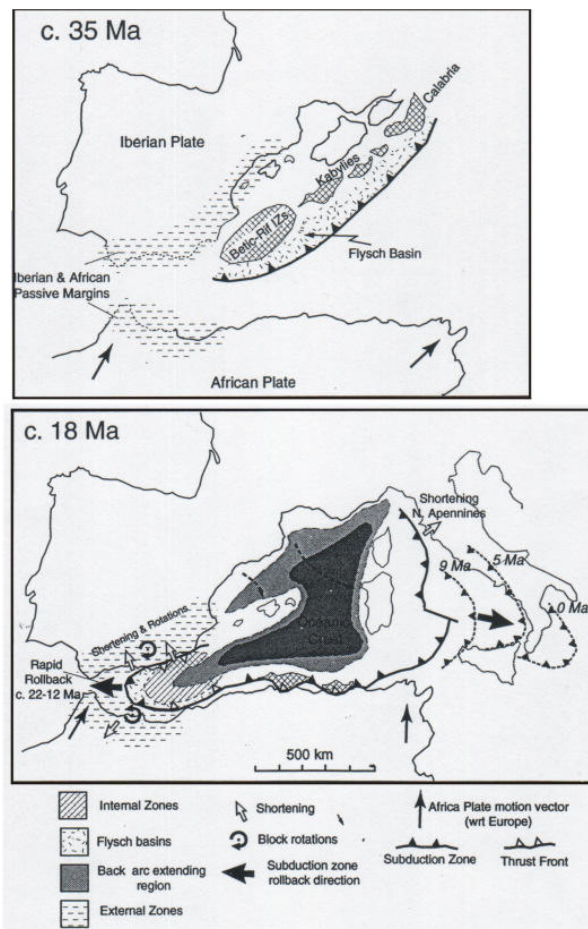 c. 35 Ma
Calabria
Iberian Plate
Kabylies
Betic-Rif IZs
Flysch Basin
Iberian & African
Passive Margins
African Plate
c. 18 Ma
Shortening
N. Apennines
9 Ma
5 Ma
0 Ma
Oceanic
Crust
Shortening & Rotations
Rapid
Rollback
c. 22-12 Ma
500 km
Internal Zones
Shortening
Africa Plate motion vector
(wrt Europe)
Flysch basins
Block rotations
Back arc extending
region
Subduction zone
rollback direction
Subduction Zone
Thrust Front
External Zones